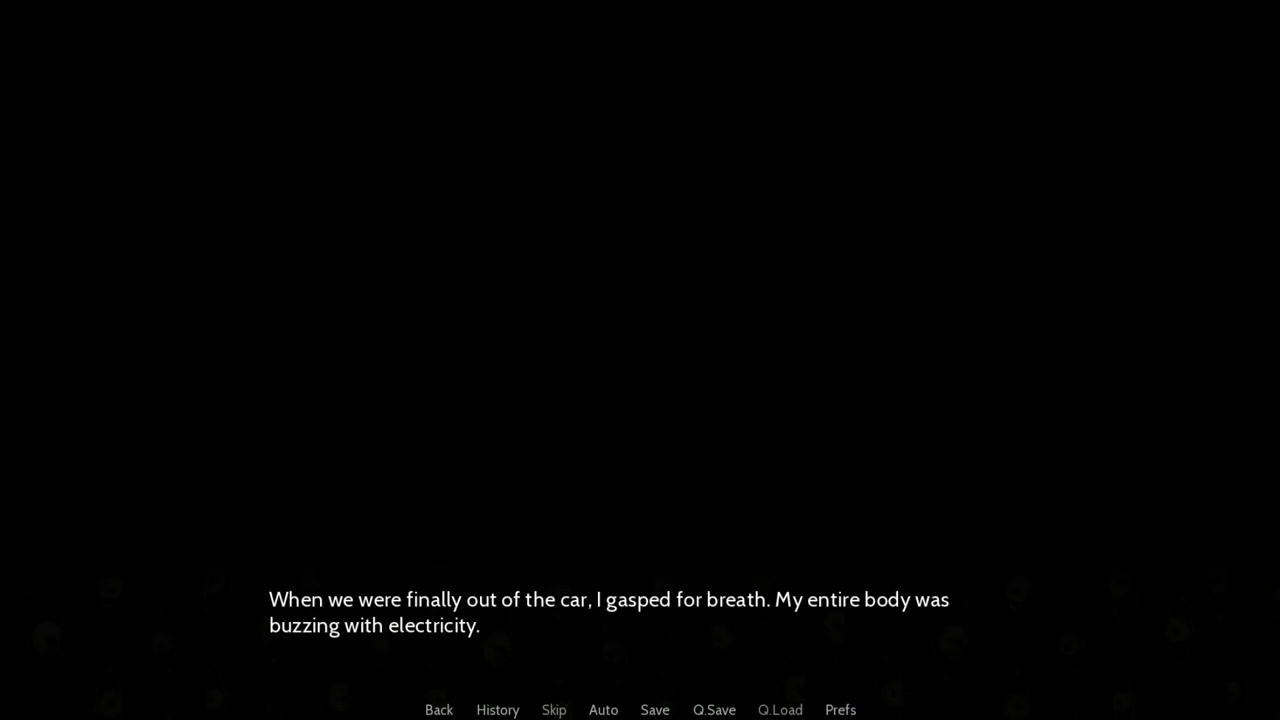 When we were finally out of the car, I gasped for breath. My entire body was
buzzing with electricity.
Back History Skip Auto Save Q.Save Q.Load Prefs